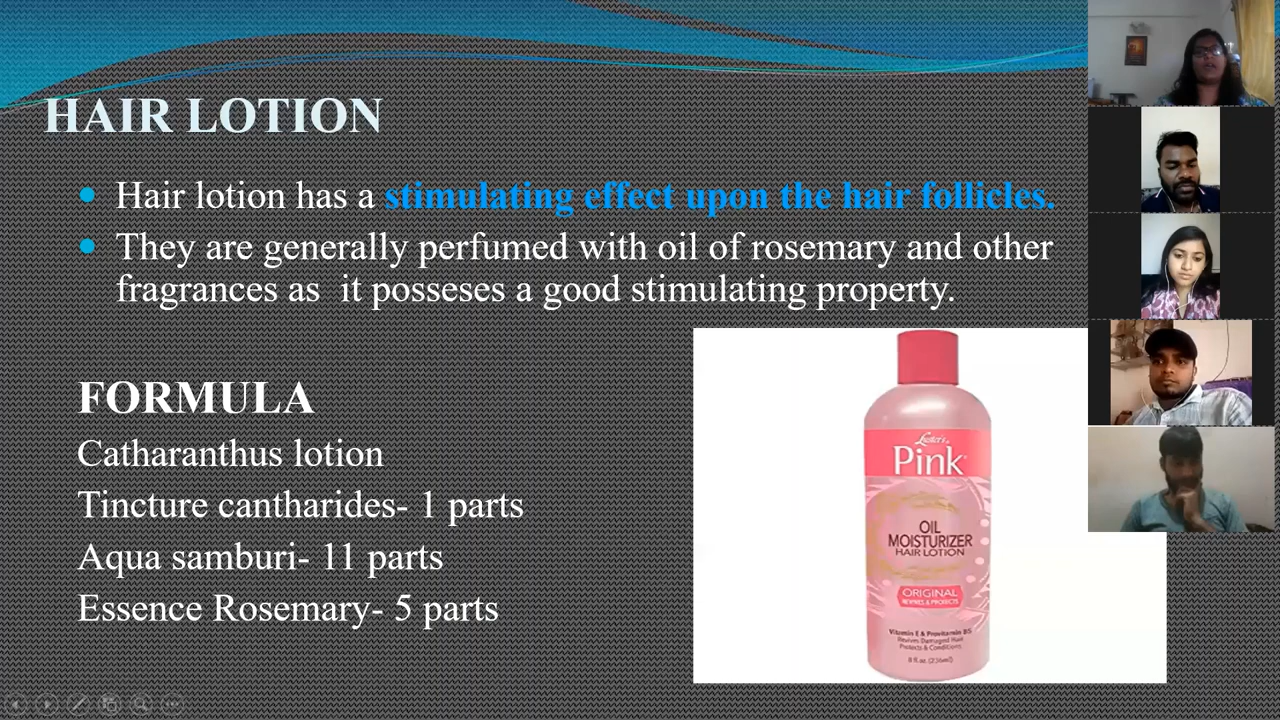 HAIR LOTION
Hair lotion has a stimulating effect upon the hair follicles.
They are generally perfumed with oil of rosemary and other
fragrances as it posseses a good stimulating property.
FORMULA
Catharanthus lotion
Tincture cantharides- 1 parts
Aqua samburi- 11 parts
Essence Rosemary- 5 parts
Luster's
Pink
OIL
MOISTURIZER
HAIR LOTION
ORIGINAL
REVIVES & PROTECTS
Vitamin E & Provitamin B5
Revives Damaged Hair
Protects & Conditions
8 fl. oz. (236ml)